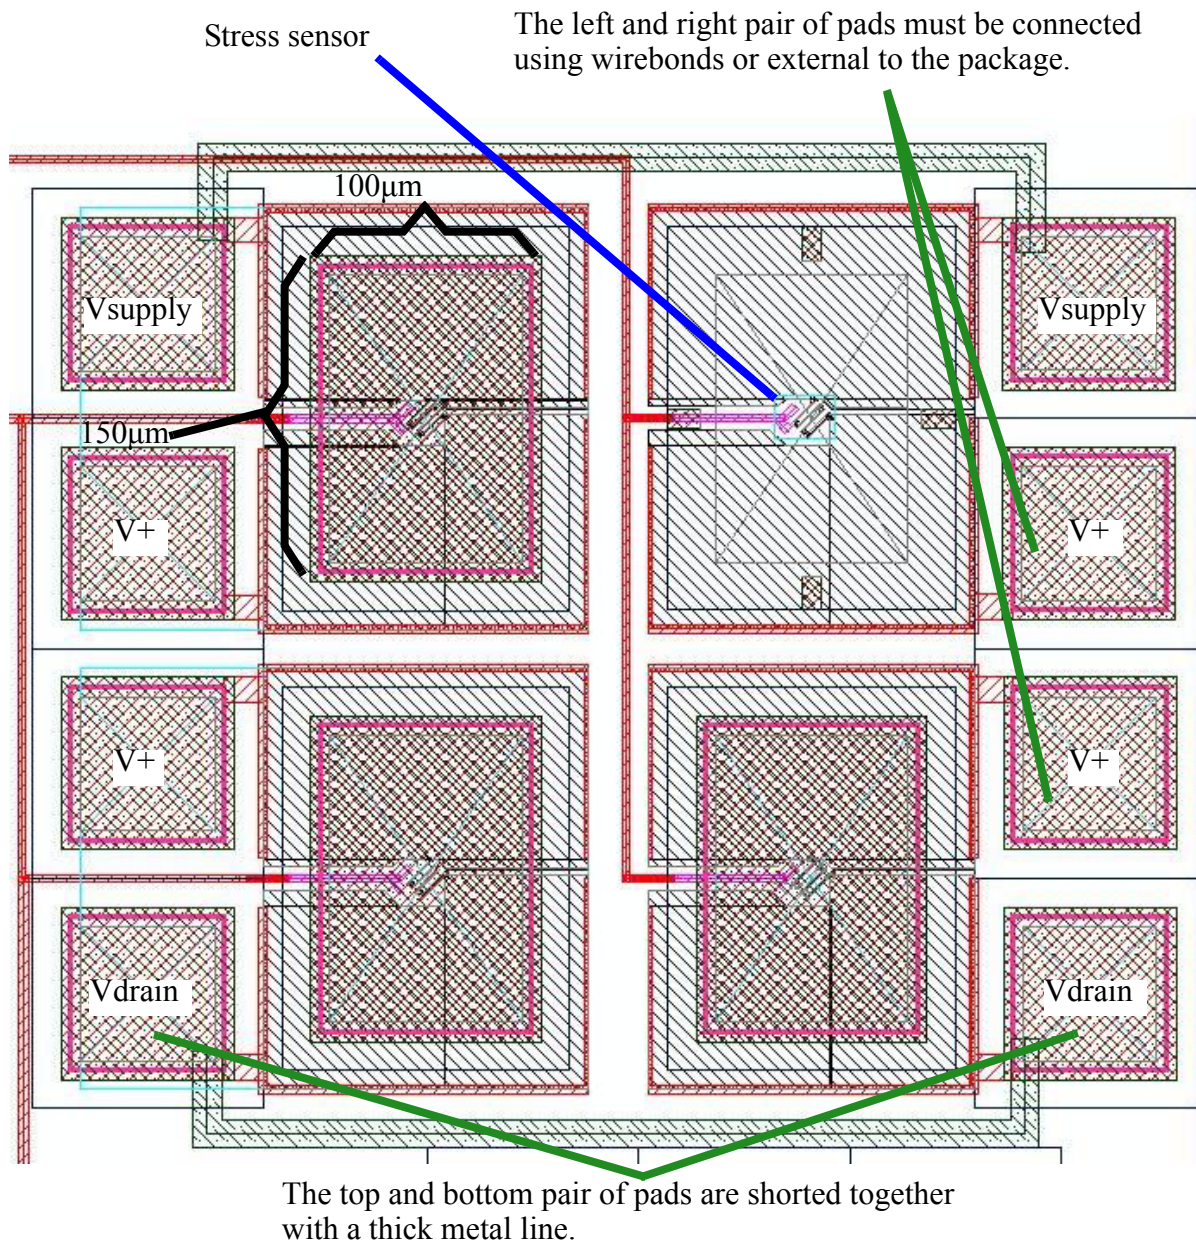 Stress sensor
The left and right pair of pads must be connected
using wirebonds or external to the package.
100μm
Vsupply
Vsupply
150μm
V+
V+
V+
V+
Vdrain
Vdrain
The top and bottom pair of pads are shorted together
with a thick metal line.